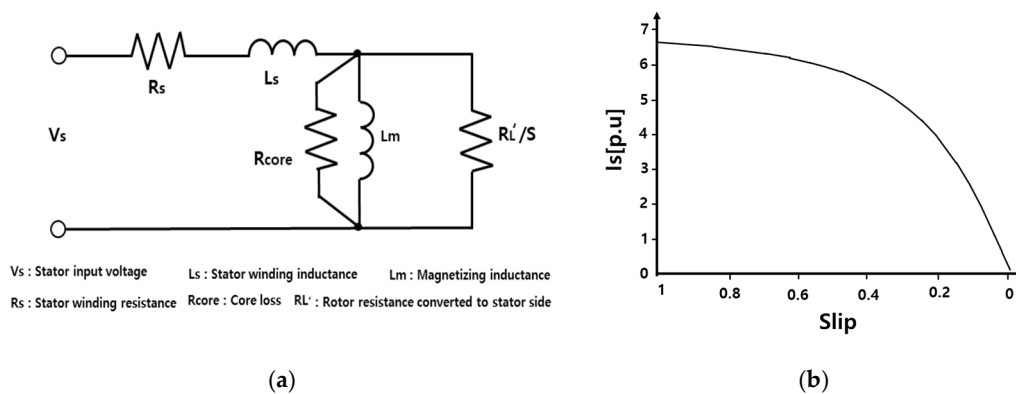 Rs
Ls
Vs
Rcore
Lm
RL'/S
Vs : Stator input voltage
Ls : Stator winding inductance
Lm : Magnetizing inductance
Rs : Stator winding resistance
Rcore : Core loss
RL' : Rotor resistance converted to stator side
(a)
Is[p.u]
7
6
5
4
3
2
1
0
1
0.8
0.6
0.4
0.2
0
Slip
(b)